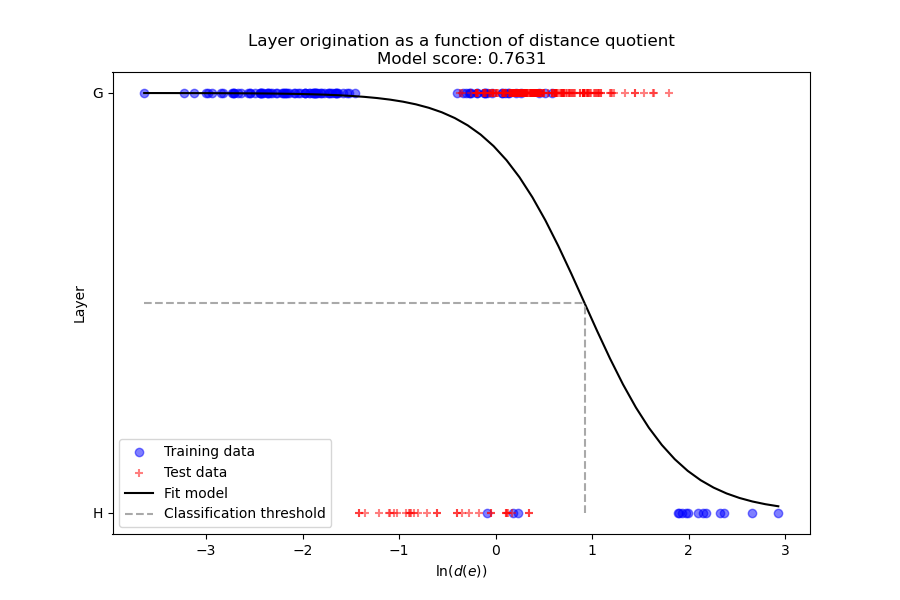 Layer origination as a function of distance quotient
Model score: 0.7631
G
H
Layer
Training data
Test data
Fit model
Classification threshold
−3
−2
−1
0
1
2
3
ln(d(e))